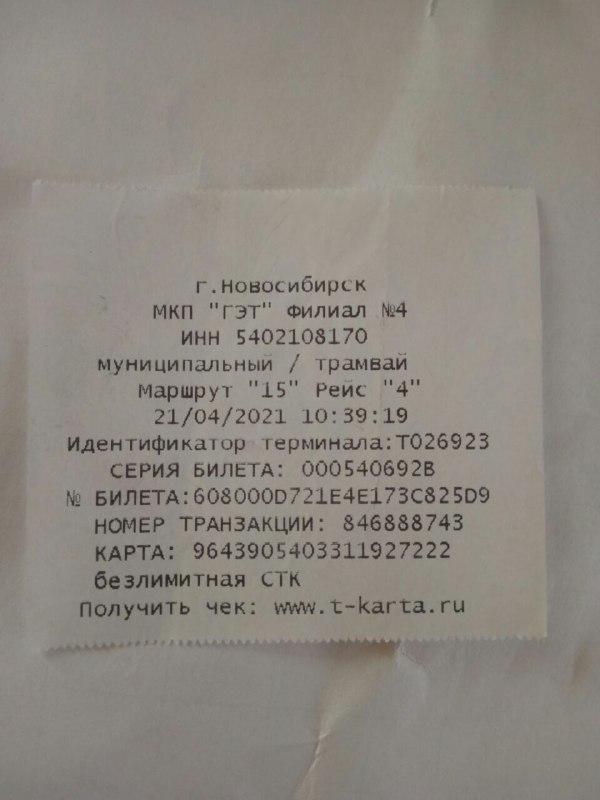 г.Новосибирск
МКП "ГЭТ" Филиал №4
ИНН 5402108170
муниципальный / трамвай
Маршрут "15" Рейс "4"
21/04/2021 10:39:19
Идентификатор терминала:T026923
СЕРИЯ БИЛЕТА: 000540692B
№ БИЛЕТА:608000D721E4E173C825D9
НОМЕР ТРАНЗАКЦИИ: 846888743
КАРТА: 9643905403311927222
безлимитная СТК
Получить чек: www.t-karta.ru